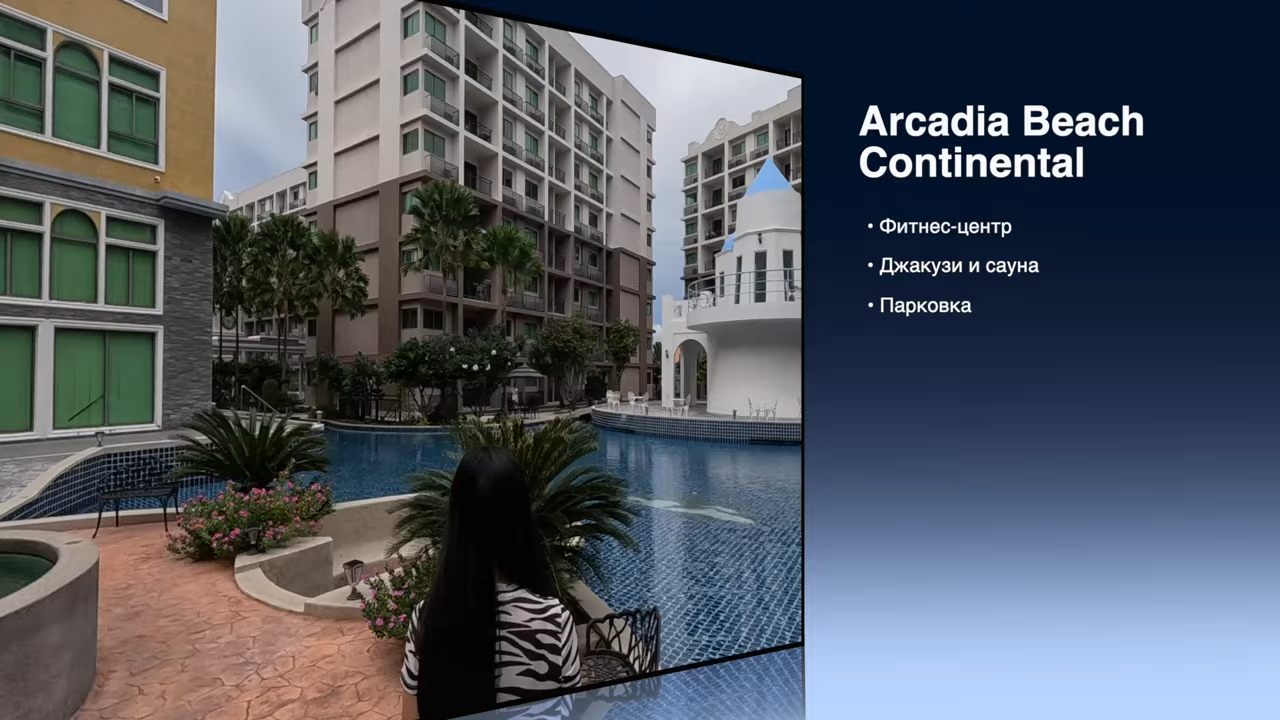 Arcadia Beach
Continental
• Фитнес-центр
• Джакузи и сауна
• Парковка